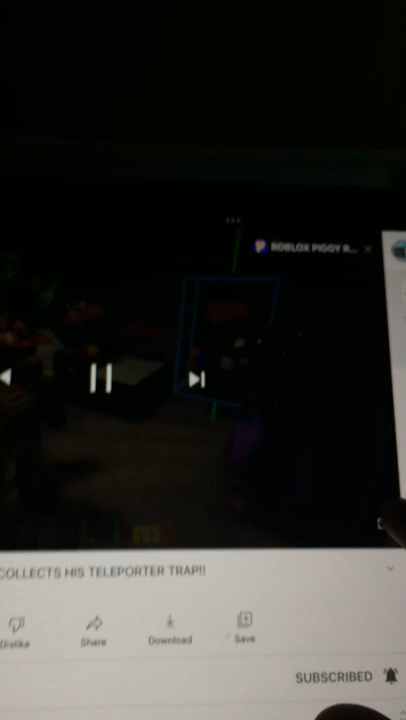 ROBLOX PIGGY R...
COLLECTS HIS TELEPORTER TRAP!!
Dislike
Share
Download
Save
SUBSCRIBED